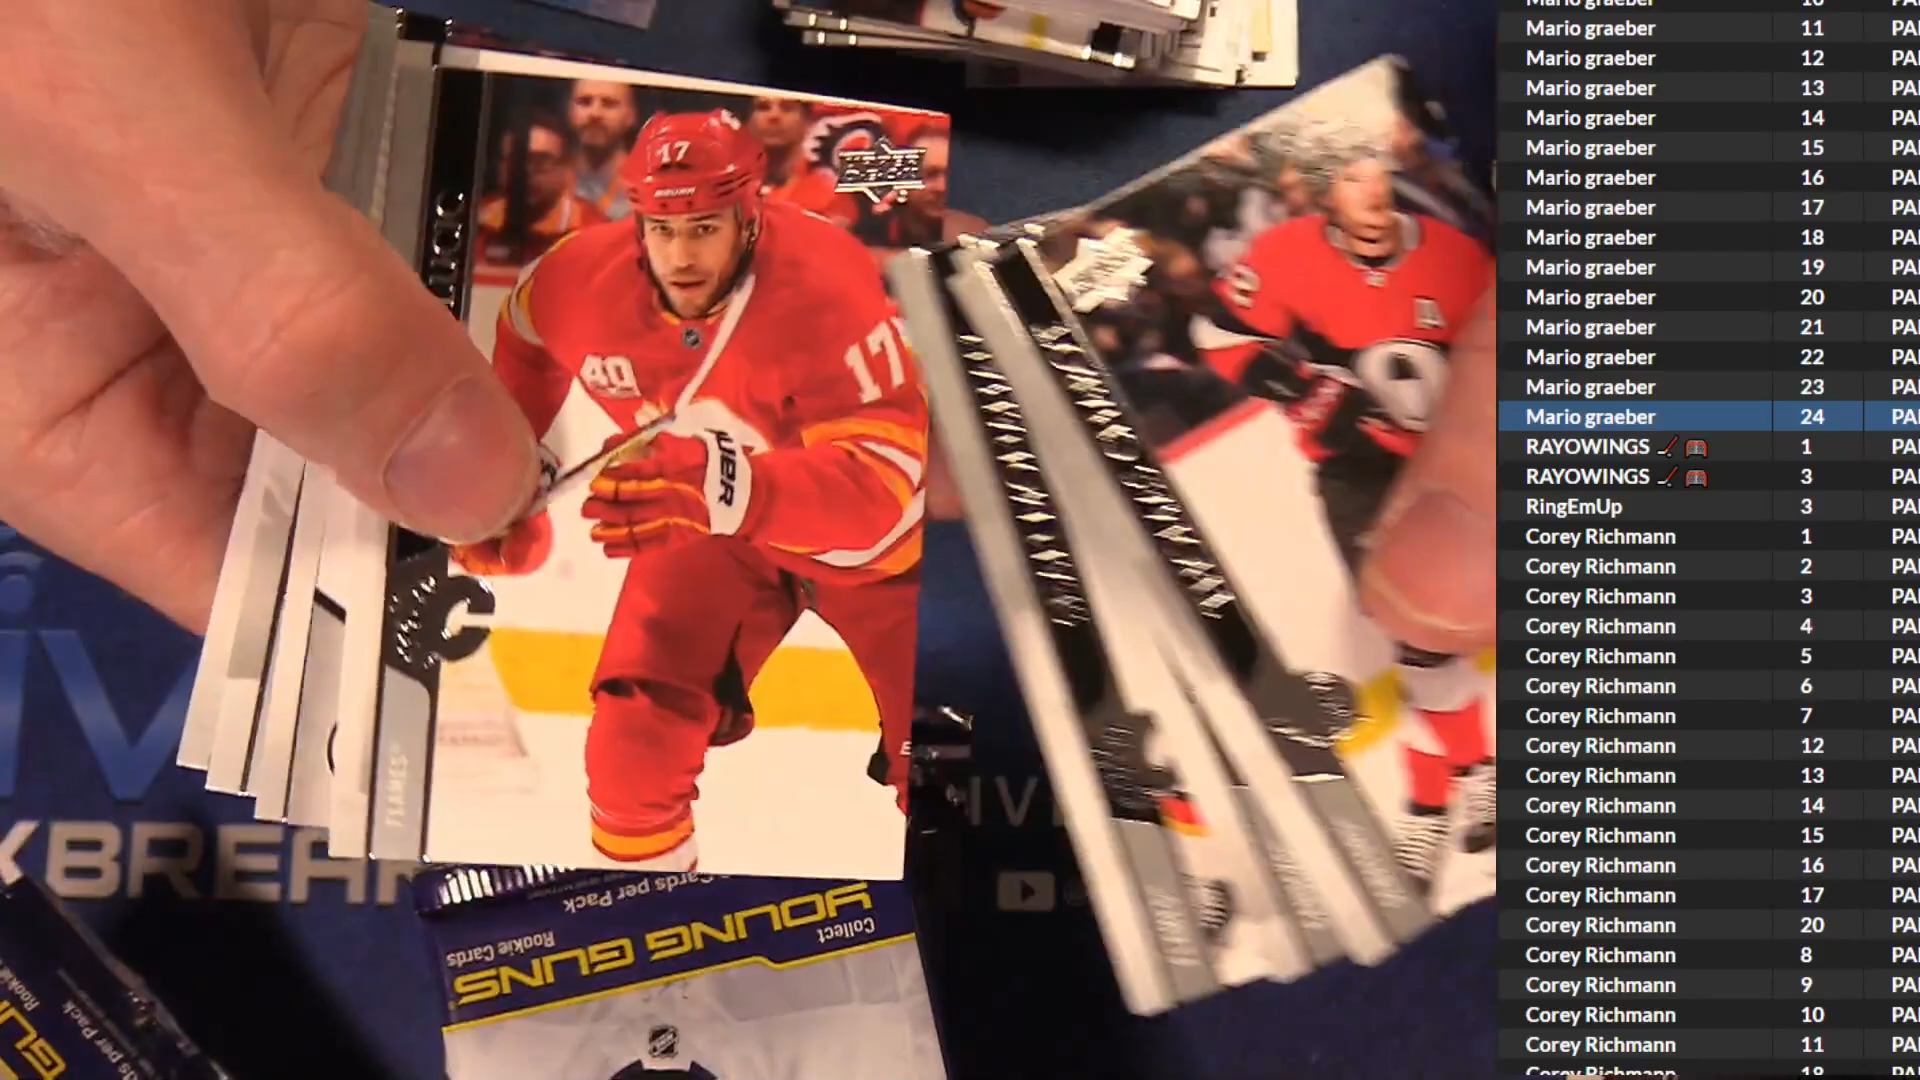 17
BAUER
UPPER DECK
40
17
BAUER
C
FLAMES
A
Cards per Pack
Collect
YOUNG GUNS
Rookie Cards
NHL
KBREA
Mario graeber 11 PA
Mario graeber 12 PA
Mario graeber 13 PA
Mario graeber 14 PA
Mario graeber 15 PA
Mario graeber 16 PA
Mario graeber 17 PA
Mario graeber 18 PA
Mario graeber 19 PA
Mario graeber 20 PA
Mario graeber 21 PA
Mario graeber 22 PA
Mario graeber 23 PA
Mario graeber 24 PA
RAYOWINGS 1 PA
RAYOWINGS 3 PA
RingEmUp 3 PA
Corey Richmann 1 PA
Corey Richmann 2 PA
Corey Richmann 3 PA
Corey Richmann 4 PA
Corey Richmann 5 PA
Corey Richmann 6 PA
Corey Richmann 7 PA
Corey Richmann 12 PA
Corey Richmann 13 PA
Corey Richmann 14 PA
Corey Richmann 15 PA
Corey Richmann 16 PA
Corey Richmann 17 PA
Corey Richmann 20 PA
Corey Richmann 8 PA
Corey Richmann 9 PA
Corey Richmann 10 PA
Corey Richmann 11 PA